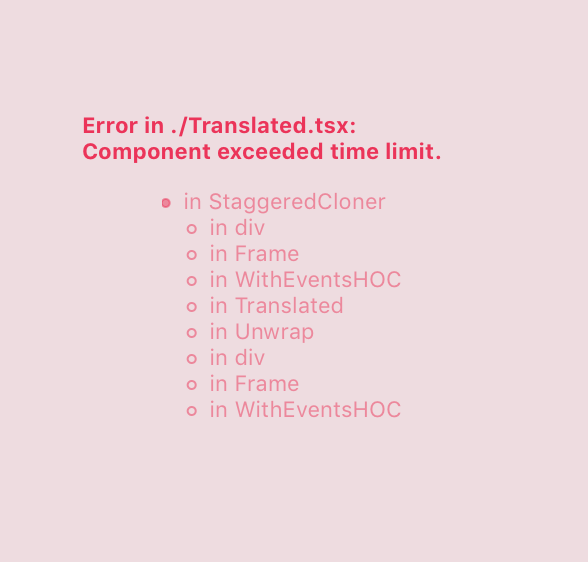 Error in ./Translated.tsx:
Component exceeded time limit.
in StaggeredCloner
in div
in Frame
in WithEventsHOC
in Translated
in Unwrap
in div
in Frame
in WithEventsHOC